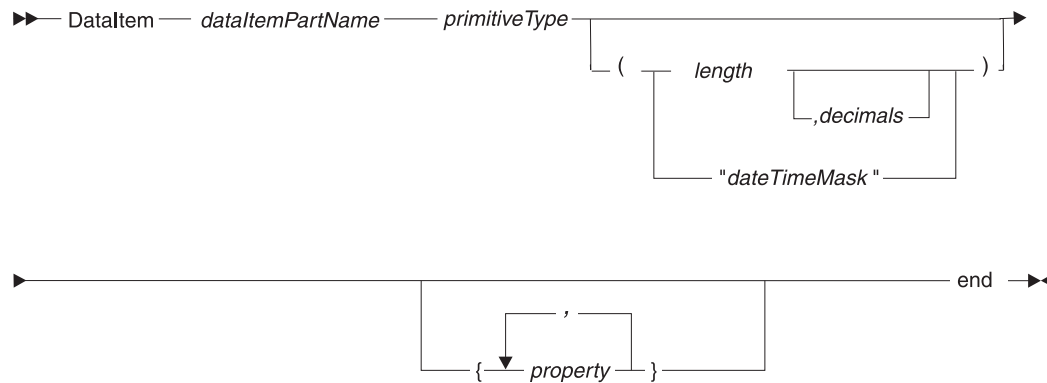 DataItem dataItemPartName primitiveType
( length )
,decimals
"dateTimeMask"
end
,
{ property }